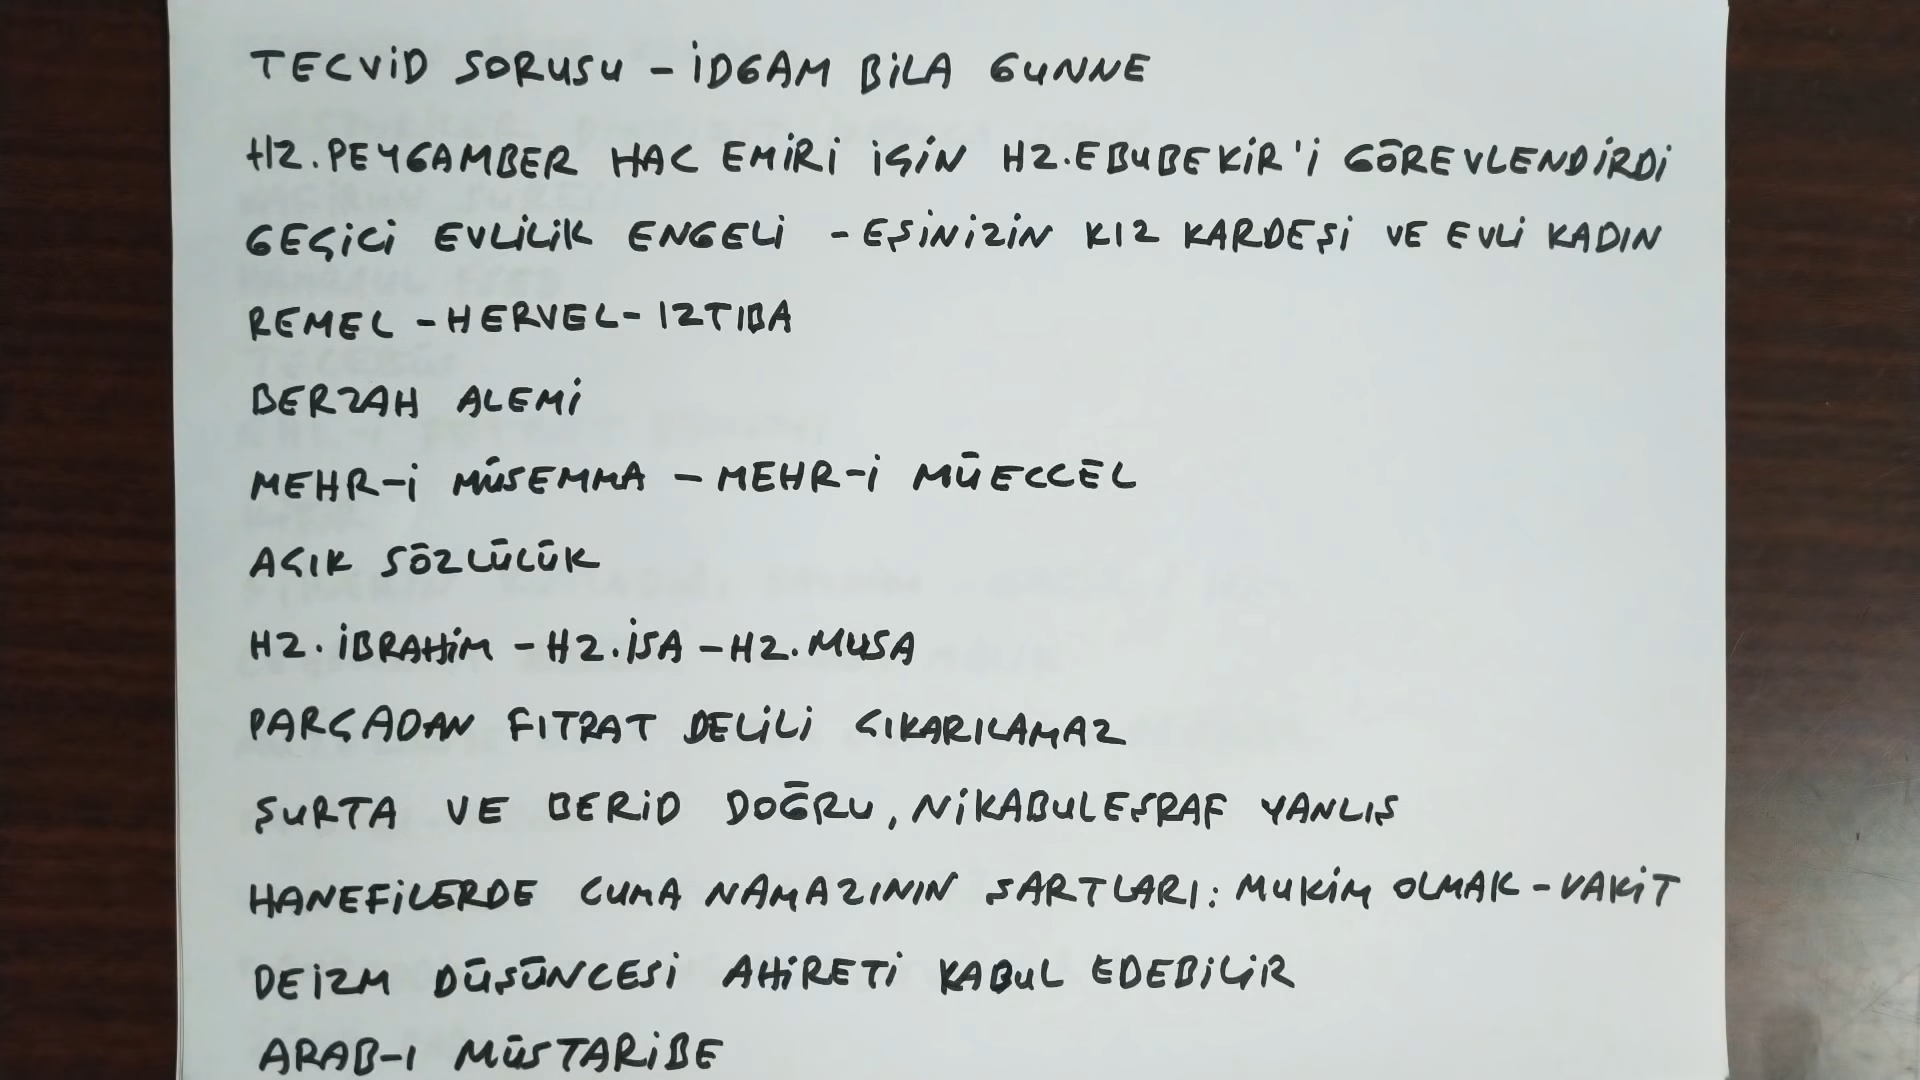 TECVİD SORUSU - İDGAM BİLA GUNNE
HZ. PEYGAMBER HAC EMİRİ İÇİN HZ. EBUBEKİR'İ GÖREVLENDİRDİ
GEÇİCİ EVLİLİK ENGELİ - EŞİNİZİN KIZ KARDEŞİ VE EVLİ KADIN
REMEL - HERVEL - IZTIBA
BERZAH ALEMİ
MEHR-İ MÜSEMMA - MEHR-İ MÜECCEL
AÇIK SÖZLÜLÜK
HZ. İBRAHİM - HZ. İSA - HZ. MUSA
PARÇADAN FITRAT DELİLİ ÇIKARILAMAZ
ŞURTA VE BERİD DOĞRU, NİKABULEŞRAF YANLIŞ
HANEFİLERDE CUMA NAMAZININ ŞARTLARI: MUKİM OLMAK - VAKİT
DEİZM DÜŞÜNCESİ AHİRETİ KABUL EDEBİLİR
ARAB-I MÜSTARİBE